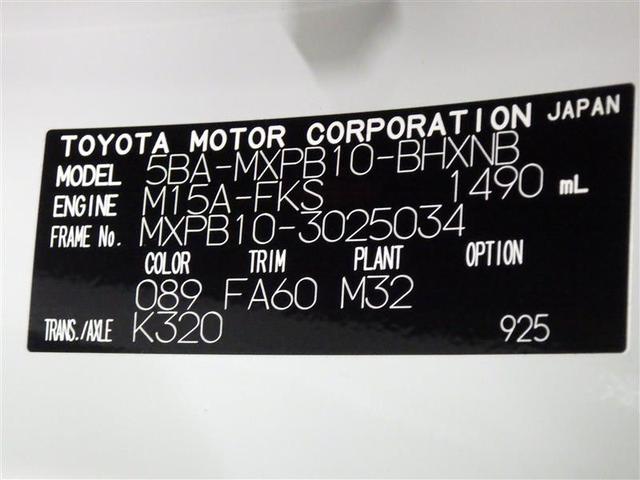 TOYOTA MOTOR CORPORATION JAPAN
MODEL 5BA-MXPB10-BHXNB
ENGINE M15A-FKS 1490 mL
FRAME No. MXPB10-3025034
COLOR TRIM PLANT OPTION
089 FA60 M32
TRANS./AXLE K320 925